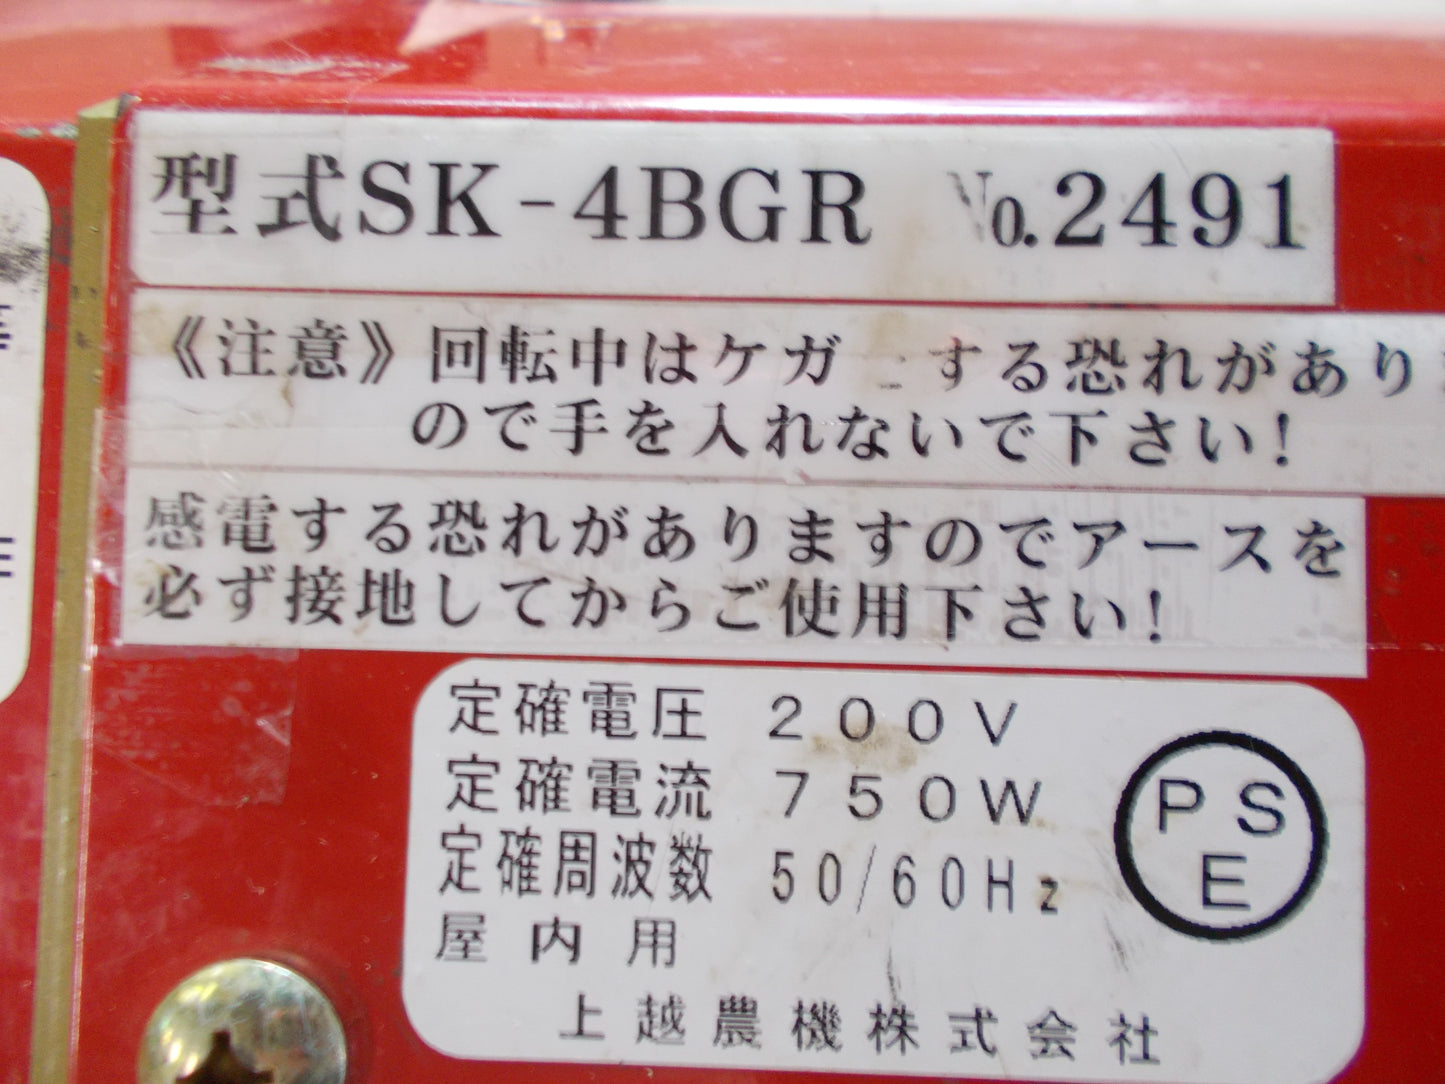 型式SK-4BGR No.2491
《注意》回転中はケガ する恐れがあり
ので手を入れないで下さい!
感電する恐れがありますのでアースを
必ず接地してからご使用下さい!
定確電圧 200V
定確電流 750W
定確周波数 50/60Hz
屋内用
上越農機株式会社
PS
E